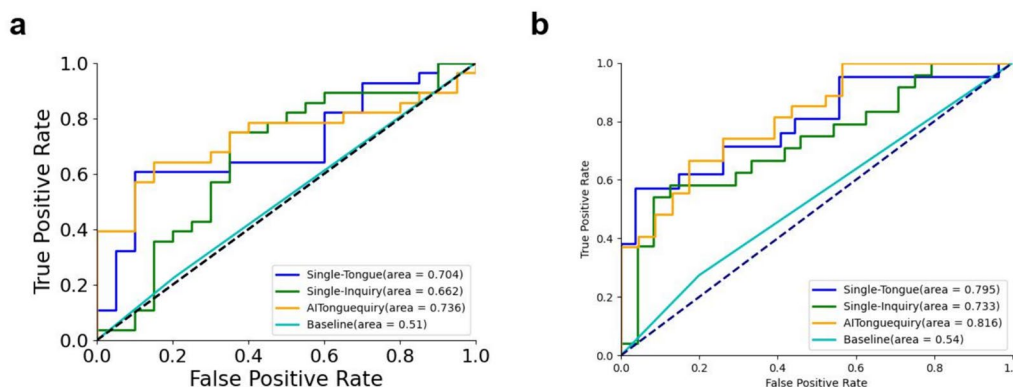 a
1.0
0.8
0.6
0.4
0.2
0.0
True Positive Rate
0.0 0.2 0.4 0.6 0.8 1.0
False Positive Rate
Single-Tongue(area = 0.704)
Single-Inquiry(area = 0.662)
AITonguequiry(area = 0.736)
Baseline(area = 0.51)
b
1.0
0.8
0.6
0.4
0.2
0.0
True Positive Rate
0.0 0.2 0.4 0.6 0.8 1.0
False Positive Rate
Single-Tongue(area = 0.795)
Single-Inquiry(area = 0.733)
AITonguequiry(area = 0.816)
Baseline(area = 0.54)